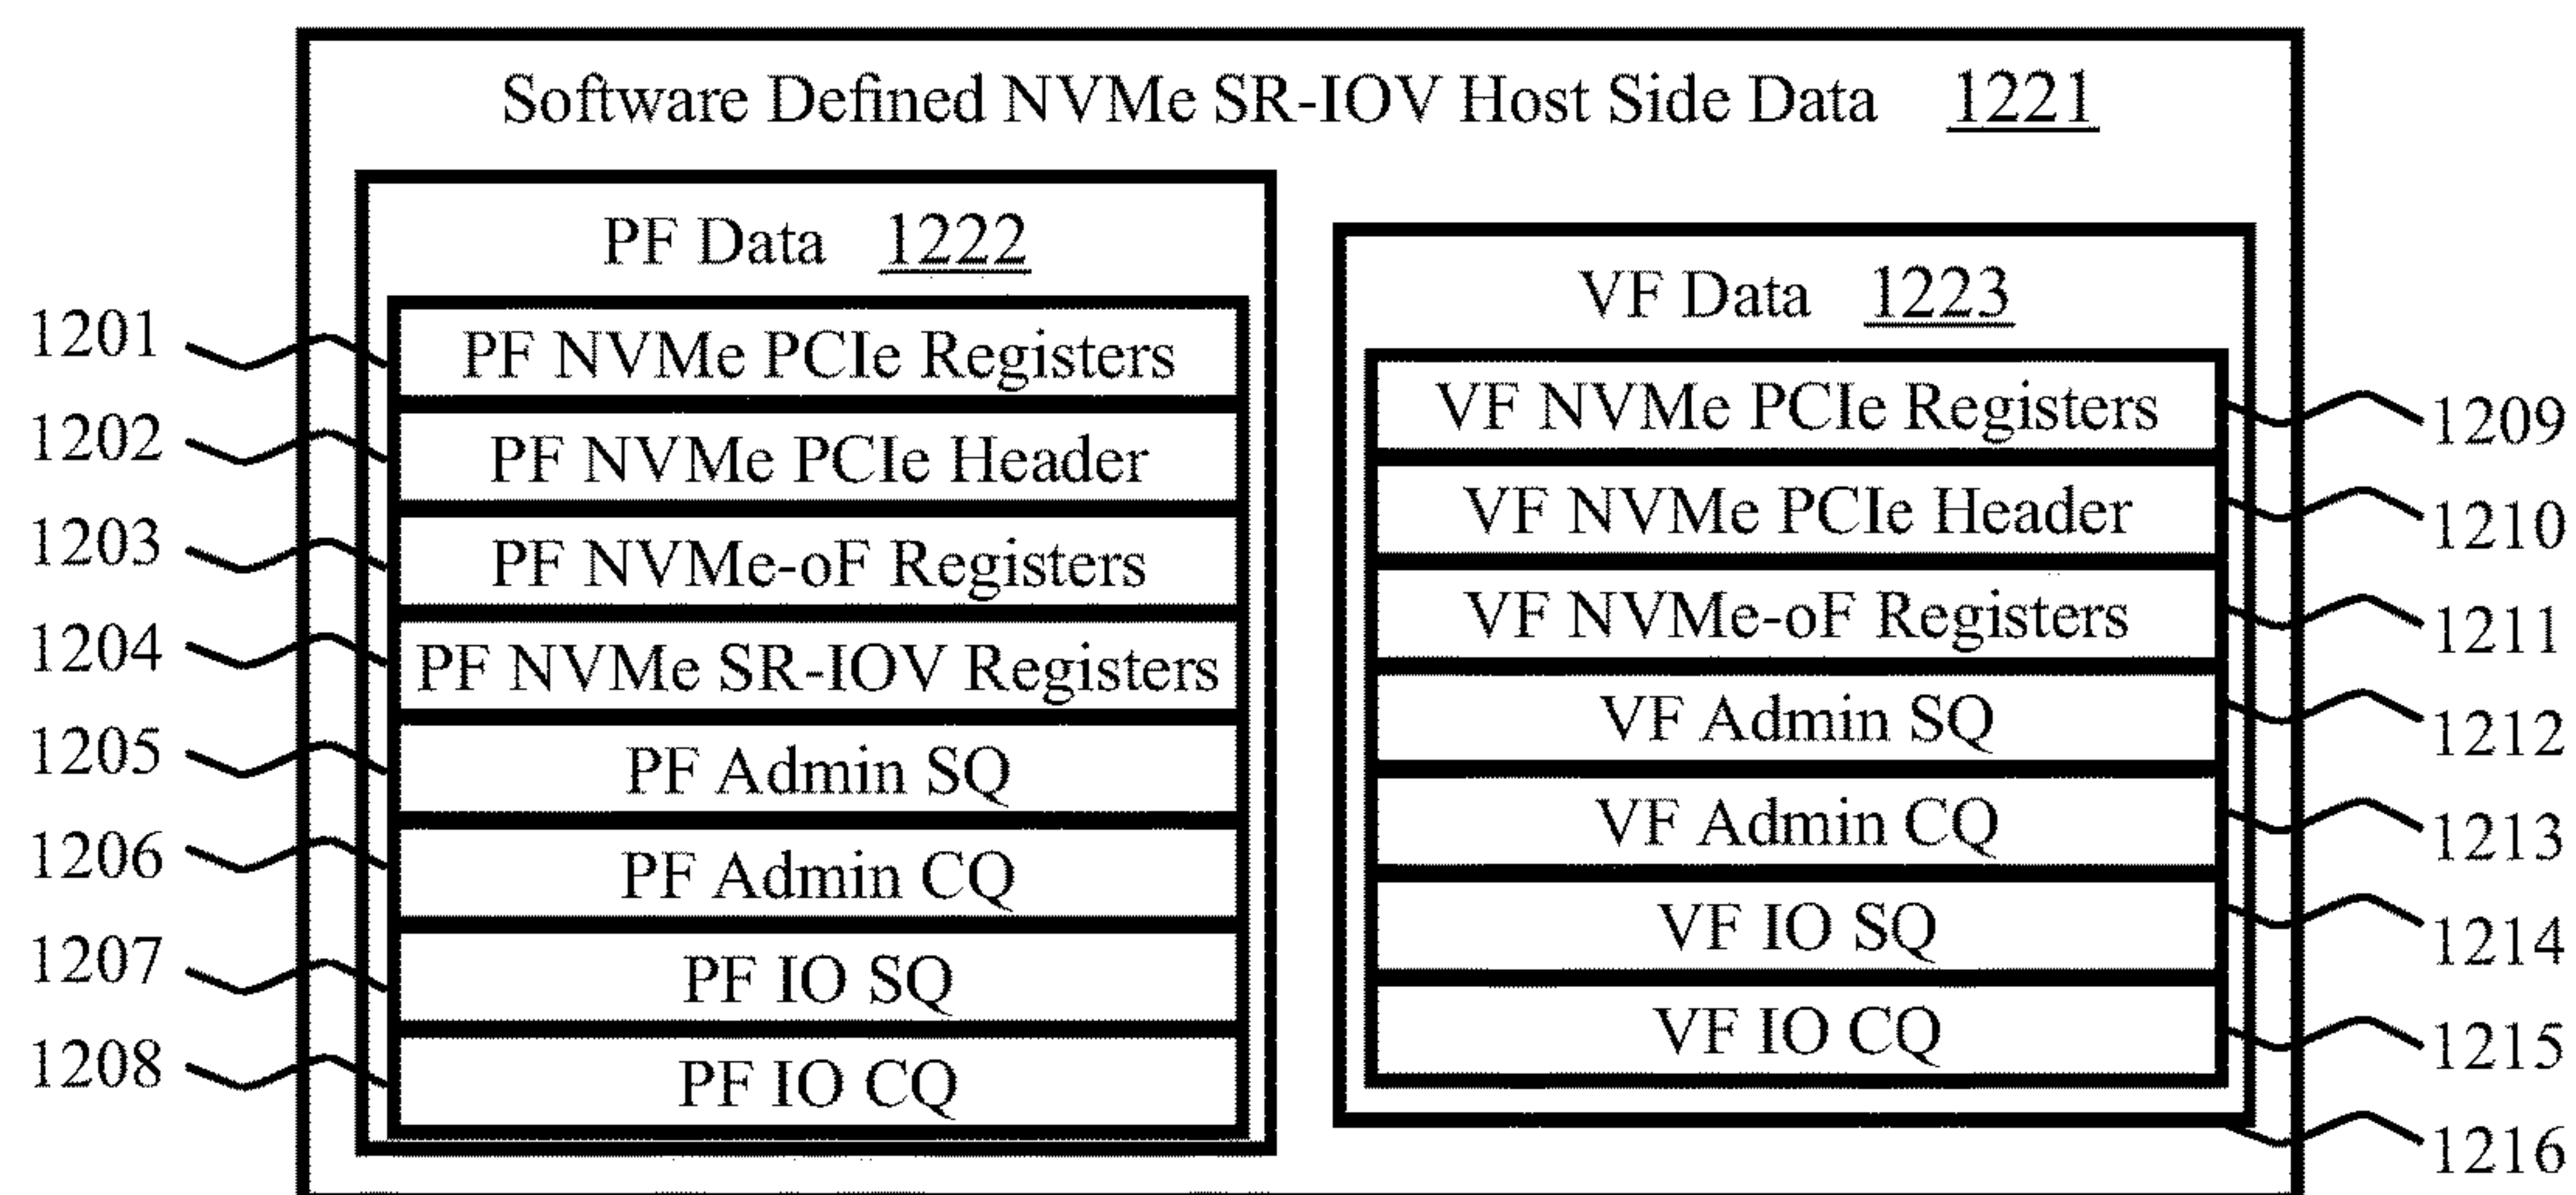 Software Defined NVMe SR-IOV Host Side Data 1221
PF Data 1222
1201 PF NVMe PCIe Registers
1202 PF NVMe PCIe Header
1203 PF NVMe-oF Registers
1204 PF NVMe SR-IOV Registers
1205 PF Admin SQ
1206 PF Admin CQ
1207 PF IO SQ
1208 PF IO CQ
VF Data 1223
VF NVMe PCIe Registers 1209
VF NVMe PCIe Header 1210
VF NVMe-oF Registers 1211
VF Admin SQ 1212
VF Admin CQ 1213
VF IO SQ 1214
VF IO CQ 1215
1216